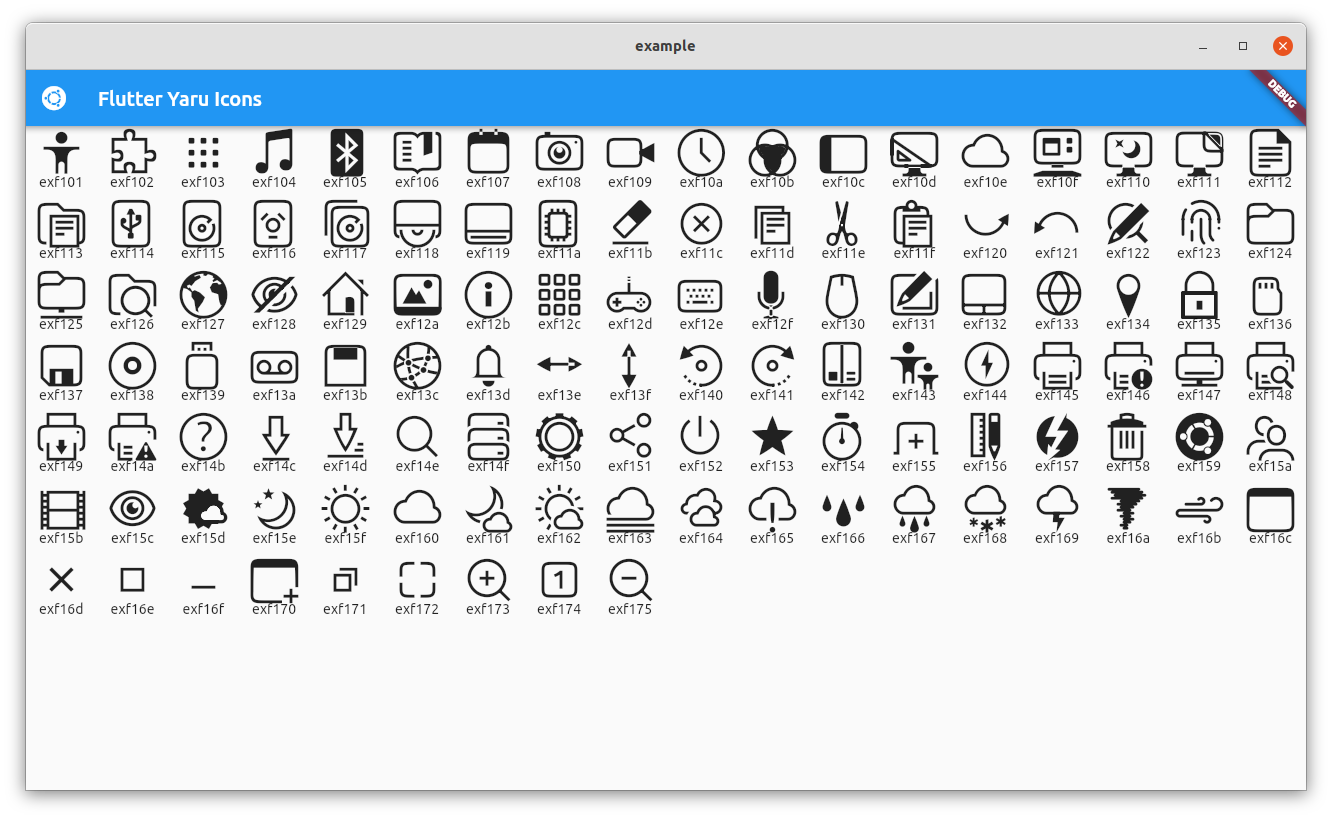 example
Flutter Yaru Icons
DEBUG
exf101 exf102 exf103 exf104 exf105 exf106 exf107 exf108 exf109 exf10a exf10b exf10c exf10d exf10e exf10f exf110 exf111 exf112
exf113 exf114 exf115 exf116 exf117 exf118 exf119 exf11a exf11b exf11c exf11d exf11e exf11f exf120 exf121 exf122 exf123 exf124
exf125 exf126 exf127 exf128 exf129 exf12a exf12b exf12c exf12d exf12e exf12f exf130 exf131 exf132 exf133 exf134 exf135 exf136
exf137 exf138 exf139 exf13a exf13b exf13c exf13d exf13e exf13f exf140 exf141 exf142 exf143 exf144 exf145 exf146 exf147 exf148
?
exf149 exf14a exf14b exf14c exf14d exf14e exf14f exf150 exf151 exf152 exf153 exf154 exf155 exf156 exf157 exf158 exf159 exf15a
exf15b exf15c exf15d exf15e exf15f exf160 exf161 exf162 exf163 exf164 exf165 exf166 exf167 exf168 exf169 exf16a exf16b exf16c
1
exf16d exf16e exf16f exf170 exf171 exf172 exf173 exf174 exf175